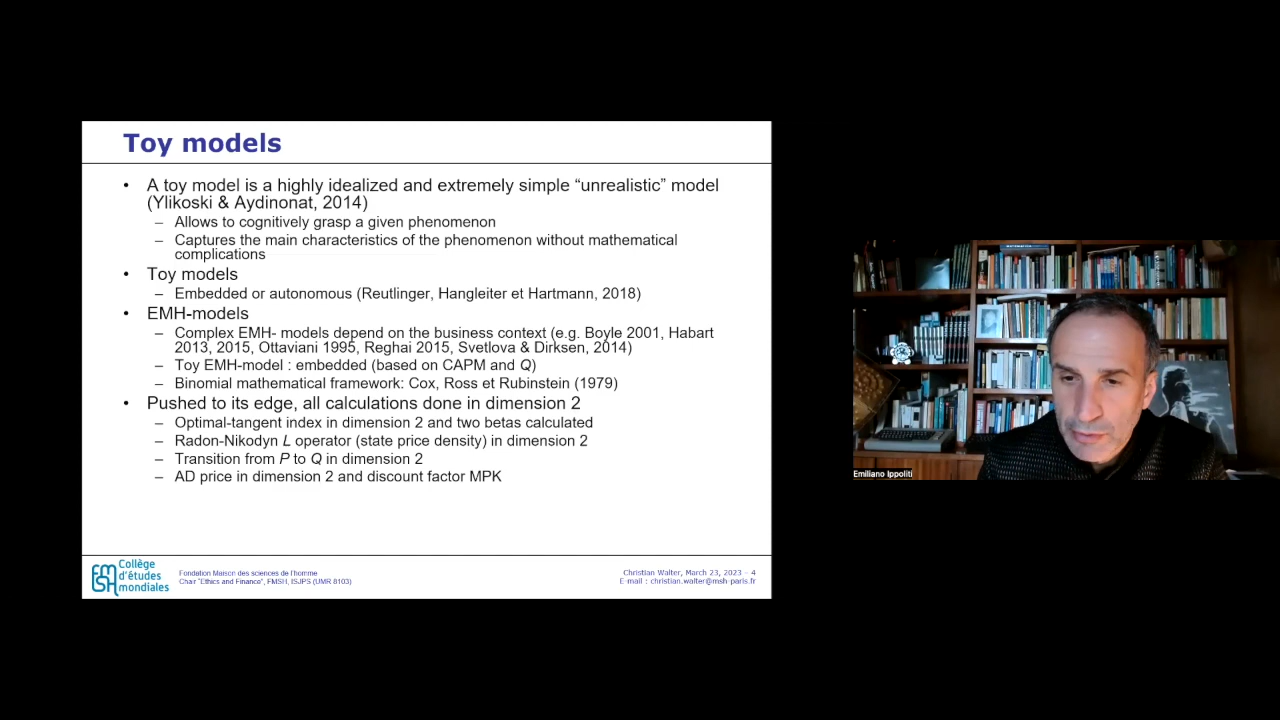 Toy models
• A toy model is a highly idealized and extremely simple “unrealistic” model
(Ylikoski & Aydinonat, 2014)
– Allows to cognitively grasp a given phenomenon
– Captures the main characteristics of the phenomenon without mathematical
complications
• Toy models
– Embedded or autonomous (Reutlinger, Hangleiter et Hartmann, 2018)
• EMH-models
– Complex EMH- models depend on the business context (e.g. Boyle 2001, Habart
2013, 2015, Ottaviani 1995, Reghai 2015, Svetlova & Dirksen, 2014)
– Toy EMH-model : embedded (based on CAPM and Q)
– Binomial mathematical framework: Cox, Ross et Rubinstein (1979)
• Pushed to its edge, all calculations done in dimension 2
– Optimal-tangent index in dimension 2 and two betas calculated
– Radon-Nikodyn L operator (state price density) in dimension 2
– Transition from P to Q in dimension 2
– AD price in dimension 2 and discount factor MPK
FMSH
Collège
d'études
mondiales
Fondation Maison des sciences de l'homme
Chair "Ethics and Finance", FMSH, ISJPS (UMR 8103)
Christian Walter, March 23, 2023 - 4
E-mail : christian.walter@msh-paris.fr
Emiliano Ippoliti